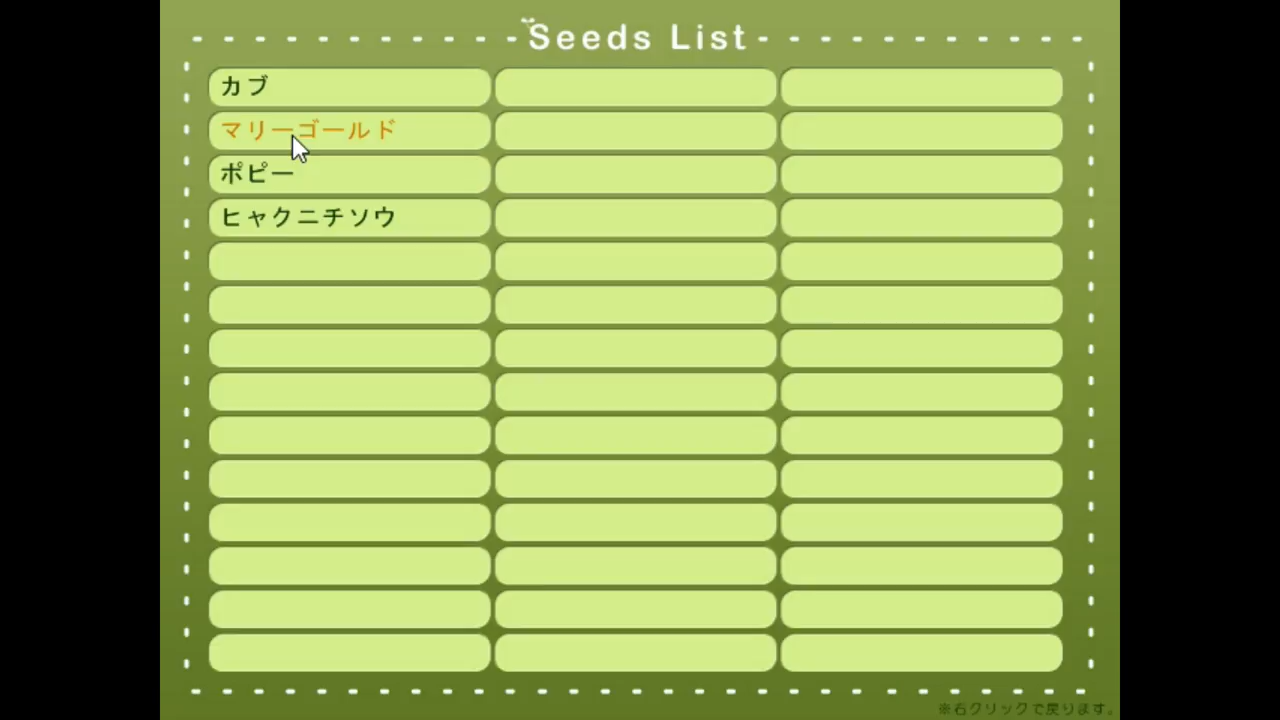 Seeds List
カブ
マリーゴールド
ポピー
ヒャクニチソウ
※右クリックで戻ります。